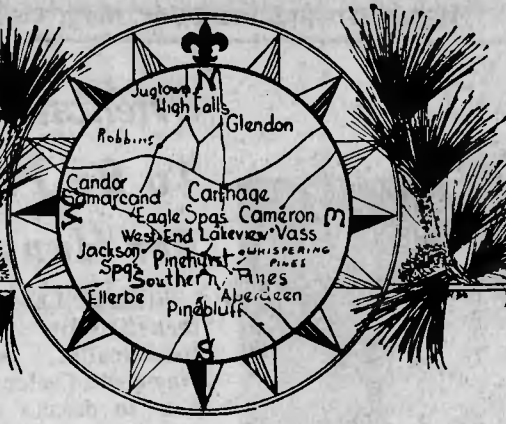 N
Jugtown
High Falls
Glendon
Robbins
Candor
Samarcand
Carthage
W
Eagle Spgs. Cameron E
West End Lakeview Vass
Jackson Spgs.
Pinehurst
WHISPERING PINES
Southern Pines
Ellerbe
Aberdeen
Pinebluff
S